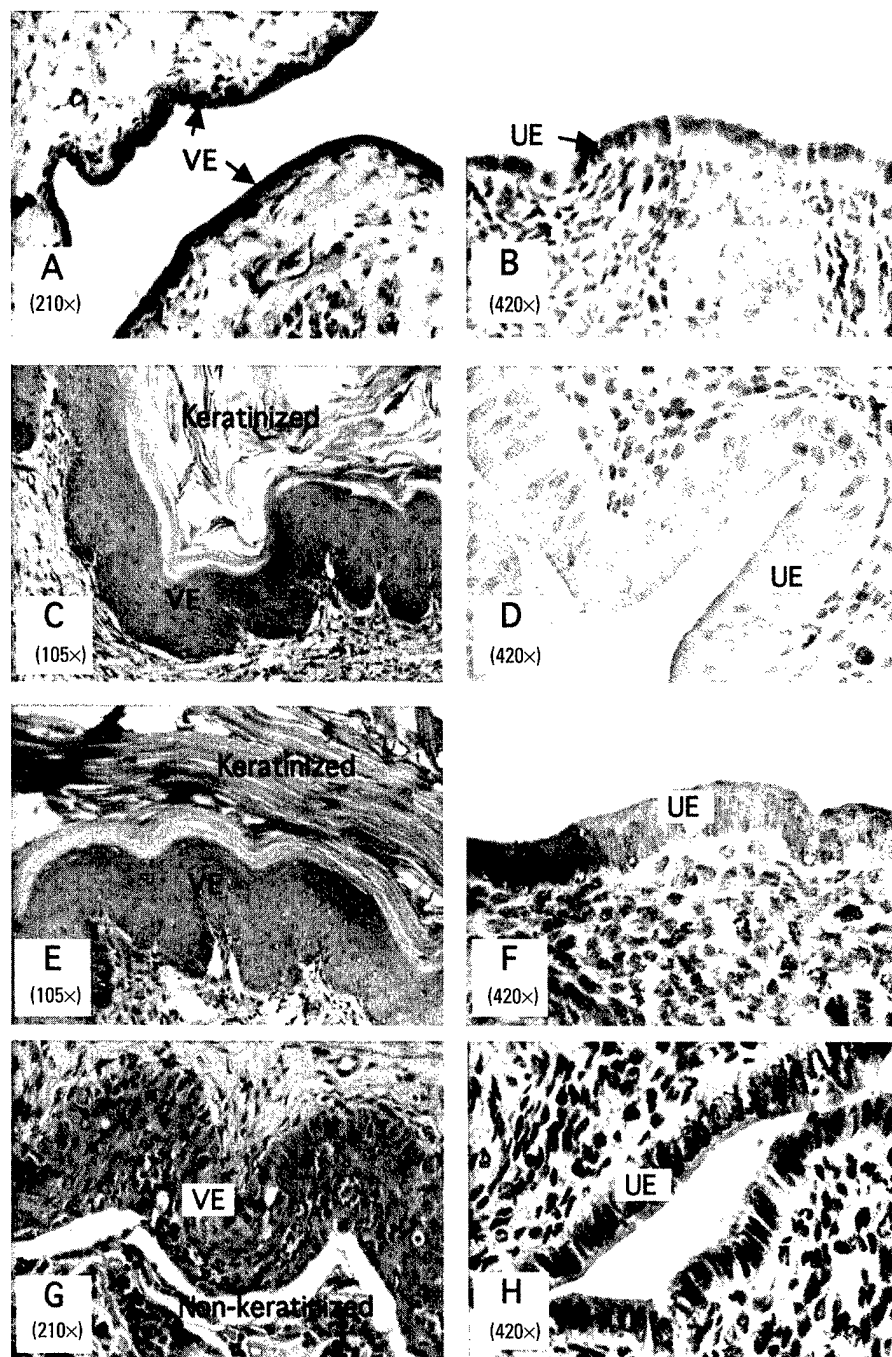 VE
A
(210×)
UE
B
(420×)
Keratinized
VE
C
(105×)
UE
D
(420×)
Keratinized
VE
E
(105×)
UE
F
(420×)
VE
G
(210×)
Non-keratinized
UE
H
(420×)